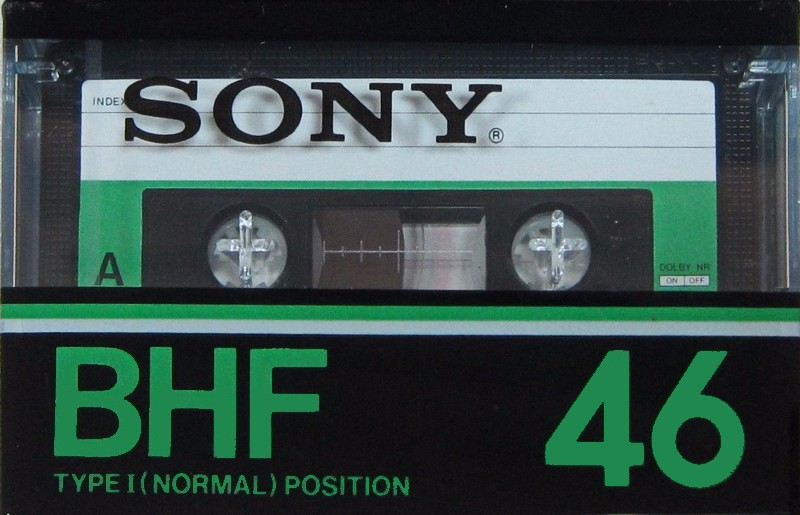 INDEX
SONY®
A
DOLBY NR
ON OFF
BHF 46
TYPE I (NORMAL) POSITION